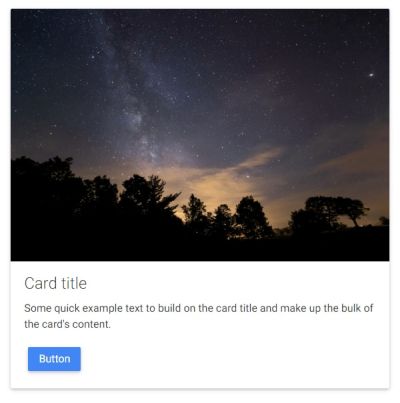 Card title
Some quick example text to build on the card title and make up the bulk of
the card's content.
Button